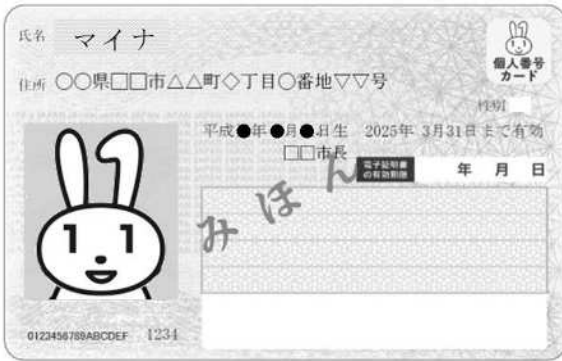 氏名 マイナ
個人番号
カード
住所 ○○県□□市△△町◇丁目○番地▽▽号
性別
平成●年●月●日生 2025年 3月31日まで有効
□□市長
電子証明書
の有効期限
年 月 日
みほん
1 1
0123456789ABCDEF 1234